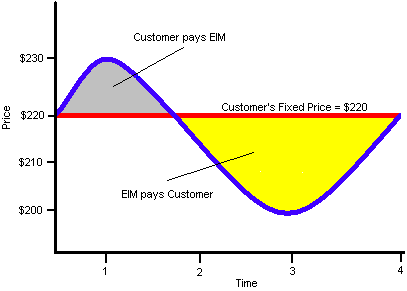 Customer pays EIM
$230
Customer's Fixed Price = $220
$220
Price
$210
EIM pays Customer
$200
1
2
3
4
Time